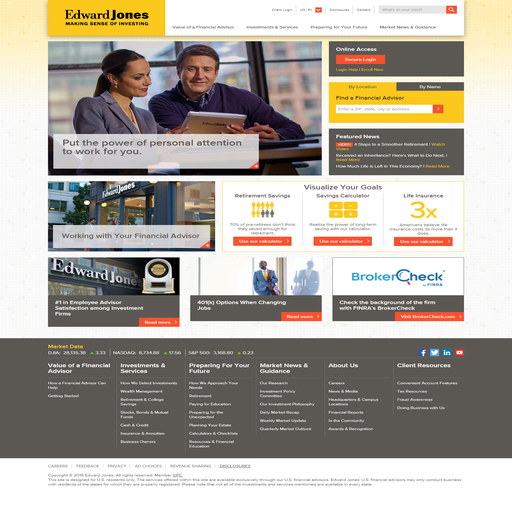 Edward Jones
MAKING SENSE OF INVESTING
Client Login
US / En
Disclosures
Careers
What's on your mind?
Value of a Financial Advisor
Investments & Services
Preparing for Your Future
Market News & Guidance
Put the power of personal attention
to work for you.
Online Access
Secure Login
Login Help | Enroll Now
By Location
By Name
Find a Financial Advisor
Enter a ZIP, state, city or street
Featured News
VIDEO 4 Steps to a Smoother Retirement | Watch
Video
Received an Inheritance? Here's What to Do Next. |
Read More
How Much Life Is Left in This Economy? | Read More
Edward Jones
Working with Your Financial Advisor
Visualize Your Goals
Retirement Savings
70% of pre-retirees don't think
they saved enough for
retirement.
Use our calculator
Savings Calculator
Realize the power of long-term
saving with our calculator.
Use our calculator
Life Insurance
3x
Americans believe life
insurance costs 3x more than it
does.
Use our calculator
Edward Jones
#1 in Employee Advisor
Satisfaction among Investment
Firms
Read more
401(k) Options When Changing
Jobs
Read more
BrokerCheck
by FINRA
Check the background of the firm
with FINRA's BrokerCheck
Visit BrokerCheck.com
Market Data
DJIA: 28,135.38 ▲ 3.33
NASDAQ: 8,734.88 ▲ 17.56
S&P 500: 3,168.80 ▲ 0.23
Value of a Financial
Advisor
How a Financial Advisor Can
Help
Getting Started
Investments &
Services
How We Select Investments
Wealth Management
Retirement & College
Savings
Stocks, Bonds & Mutual
Funds
Cash & Credit
Insurance & Annuities
Business Owners
Preparing For Your
Future
How We Approach Your
Needs
Retirement
Paying for Education
Preparing for the
Unexpected
Planning Your Estate
Calculators & Checklists
Resources & Financial
Education
Market News &
Guidance
Our Research
Investment Policy
Committee
Our Investment Philosophy
Daily Market Recap
Weekly Market Update
Quarterly Market Outlook
About Us
Careers
News & Media
Headquarters & Campus
Locations
Financial Reports
In the Community
Awards & Recognition
Client Resources
Convenient Account Features
Tax Resources
Fraud Awareness
Doing Business with Us
CAREERS
FEEDBACK
PRIVACY
AD CHOICES
REVENUE SHARING
DISCLOSURES
Copyright © 2019 Edward Jones. All rights reserved. Member SIPC.
This site is designed for U.S. residents only. The services offered within this site are available exclusively through our U.S. financial advisors. Edward Jones' U.S. financial advisors may only conduct business
with residents of the states for which they are properly registered. Please note that not all of the investments and services mentioned are available in every state.